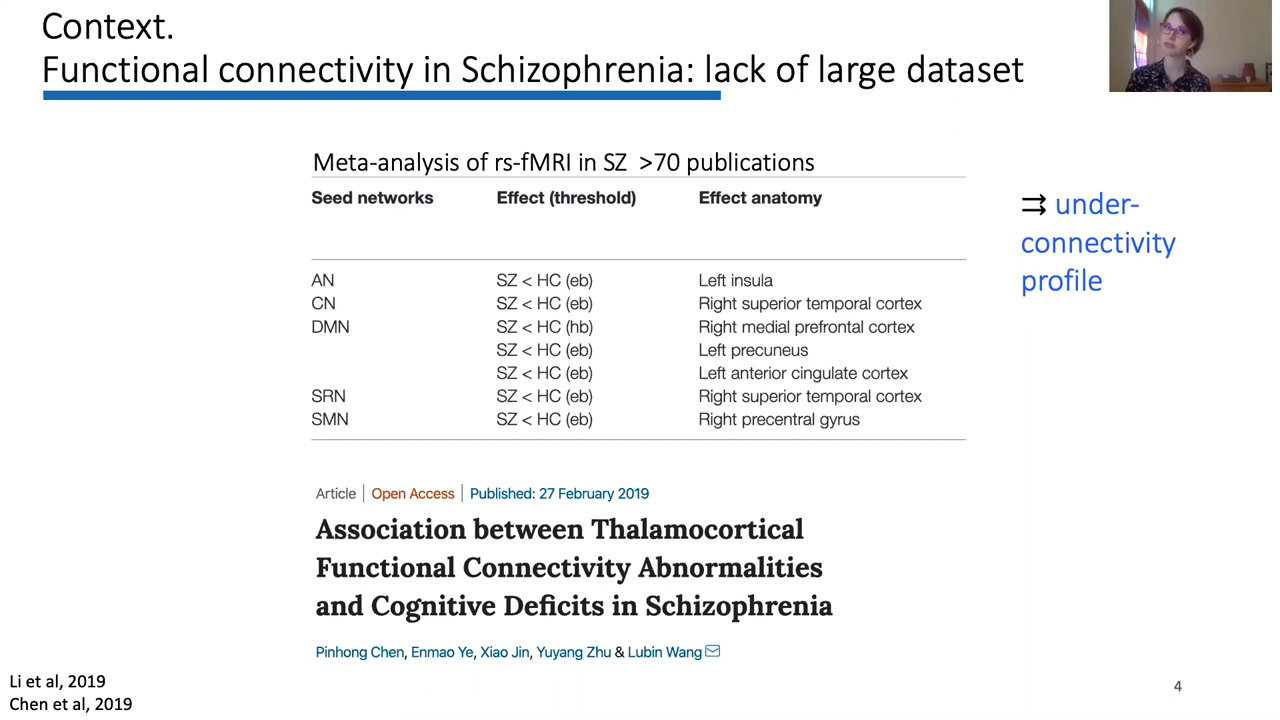 Context.
Functional connectivity in Schizophrenia: lack of large dataset
Meta-analysis of rs-fMRI in SZ >70 publications
Seed networks Effect (threshold) Effect anatomy
AN SZ < HC (eb) Left insula
CN SZ < HC (eb) Right superior temporal cortex
DMN SZ < HC (hb) Right medial prefrontal cortex
SZ < HC (eb) Left precuneus
SZ < HC (eb) Left anterior cingulate cortex
SRN SZ < HC (eb) Right superior temporal cortex
SMN SZ < HC (eb) Right precentral gyrus
⇉ under-
connectivity
profile
Article | Open Access | Published: 27 February 2019
Association between Thalamocortical
Functional Connectivity Abnormalities
and Cognitive Deficits in Schizophrenia
Pinhong Chen, Enmao Ye, Xiao Jin, Yuyang Zhu & Lubin Wang
Li et al, 2019
Chen et al, 2019
4